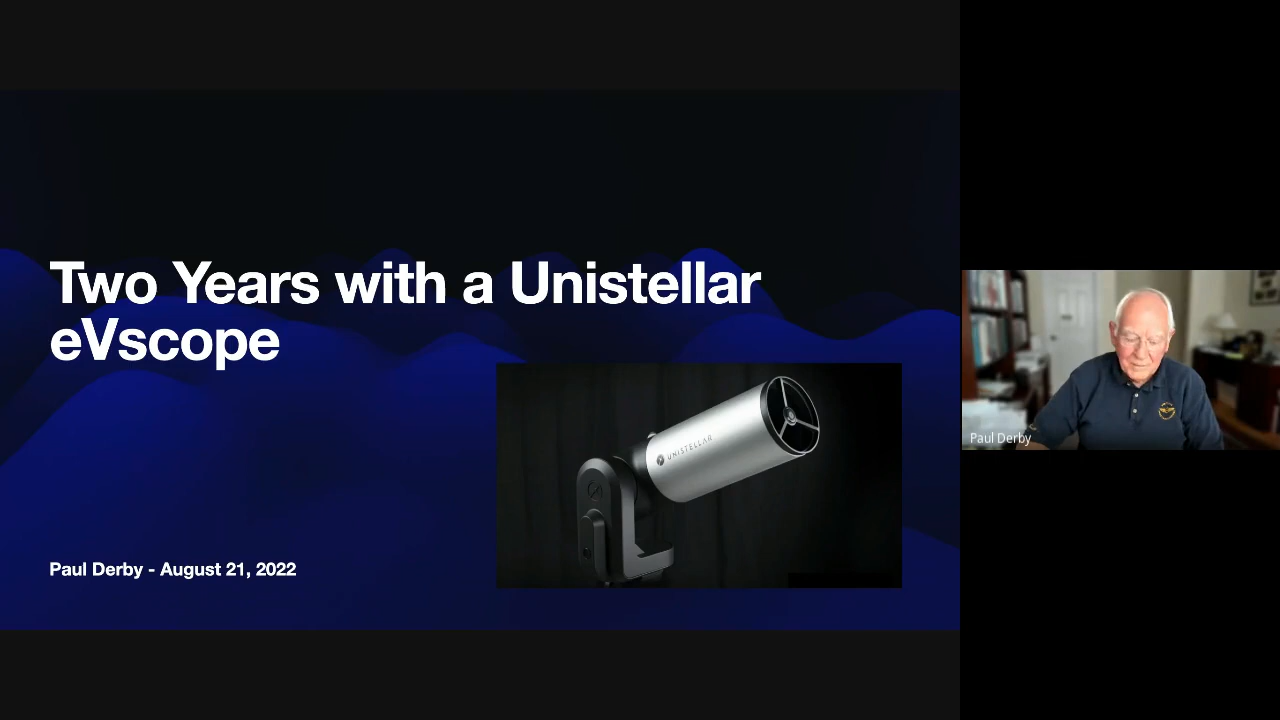 Two Years with a Unistellar
eVscope
UNISTELLAR
Paul Derby - August 21, 2022
Paul Derby